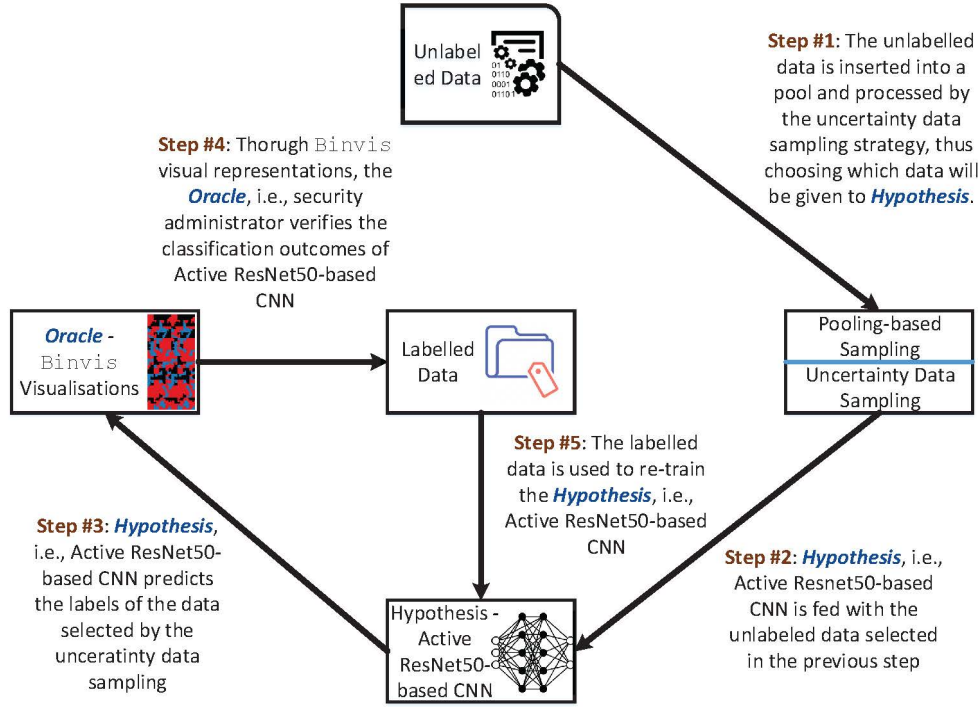 Unlabel
ed Data
01
0110
0001
01101
Step #1: The unlabelled
data is inserted into a
pool and processed by
the uncertainty data
sampling strategy, thus
choosing which data will
be given to Hypothesis.
Step #4: Thorugh Binvis
visual representations, the
Oracle, i.e., security
administrator verifies the
classification outcomes of
Active ResNet50-based
CNN
Oracle -
Binvis
Visualisations
Labelled
Data
Pooling-based
Sampling
Uncertainty Data
Sampling
Step #5: The labelled
data is used to re-train
the Hypothesis, i.e.,
Active ResNet50-based
CNN
Step #3: Hypothesis,
i.e., Active ResNet50-
based CNN predicts
the labels of the data
selected by the
unceratinty data
sampling
Step #2: Hypothesis, i.e.,
Active Resnet50-based
CNN is fed with the
unlabeled data selected
in the previous step
Hypothesis -
Active
ResNet50-
based CNN